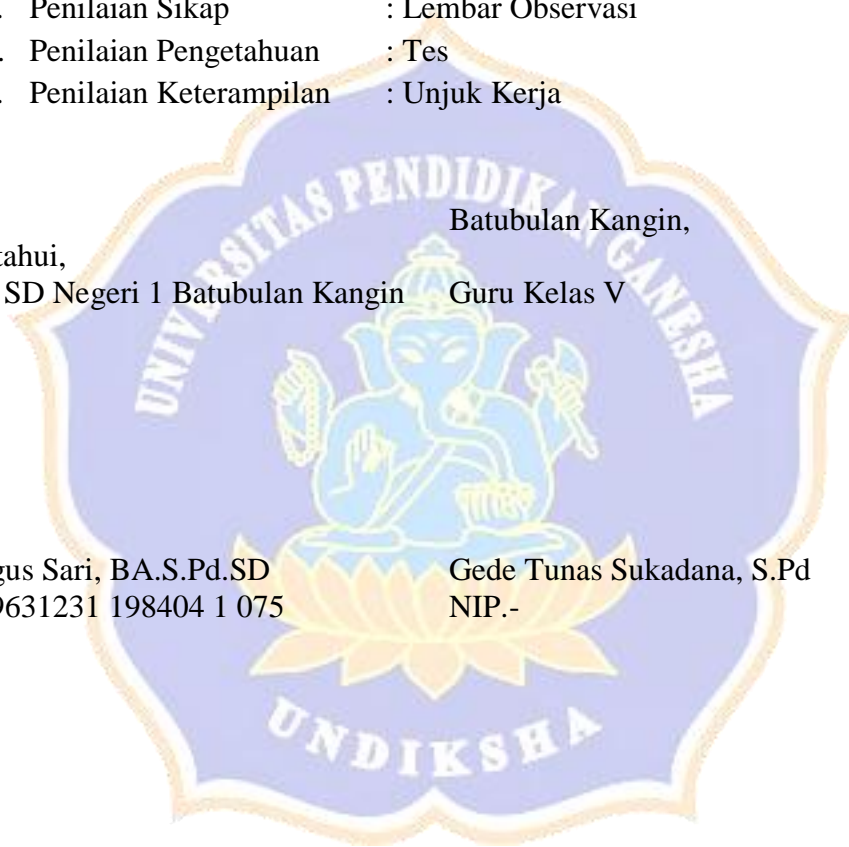 . Penilaian Sikap : Lembar Observasi
. Penilaian Pengetahuan : Tes
. Penilaian Keterampilan : Unjuk Kerja
UNIVERSITAS PENDIDIKAN GANESHA
Batubulan Kangin,
tahui,
SD Negeri 1 Batubulan Kangin Guru Kelas V
gus Sari, BA.S.Pd.SD Gede Tunas Sukadana, S.Pd
9631231 198404 1 075 NIP.-
UNDIKSHA